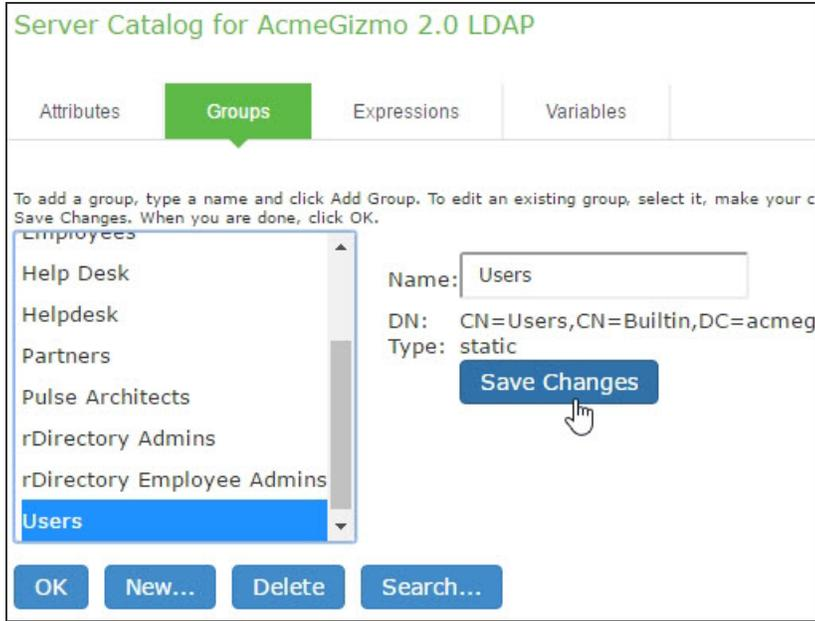 Server Catalog for AcmeGizmo 2.0 LDAP
Attributes Groups Expressions Variables
To add a group, type a name and click Add Group. To edit an existing group, select it, make your c
Save Changes. When you are done, click OK.
Employees
Help Desk
Helpdesk
Partners
Pulse Architects
rDirectory Admins
rDirectory Employee Admins
Users
Name: Users
DN: CN=Users,CN=Builtin,DC=acmeg
Type: static
Save Changes
OK New... Delete Search...